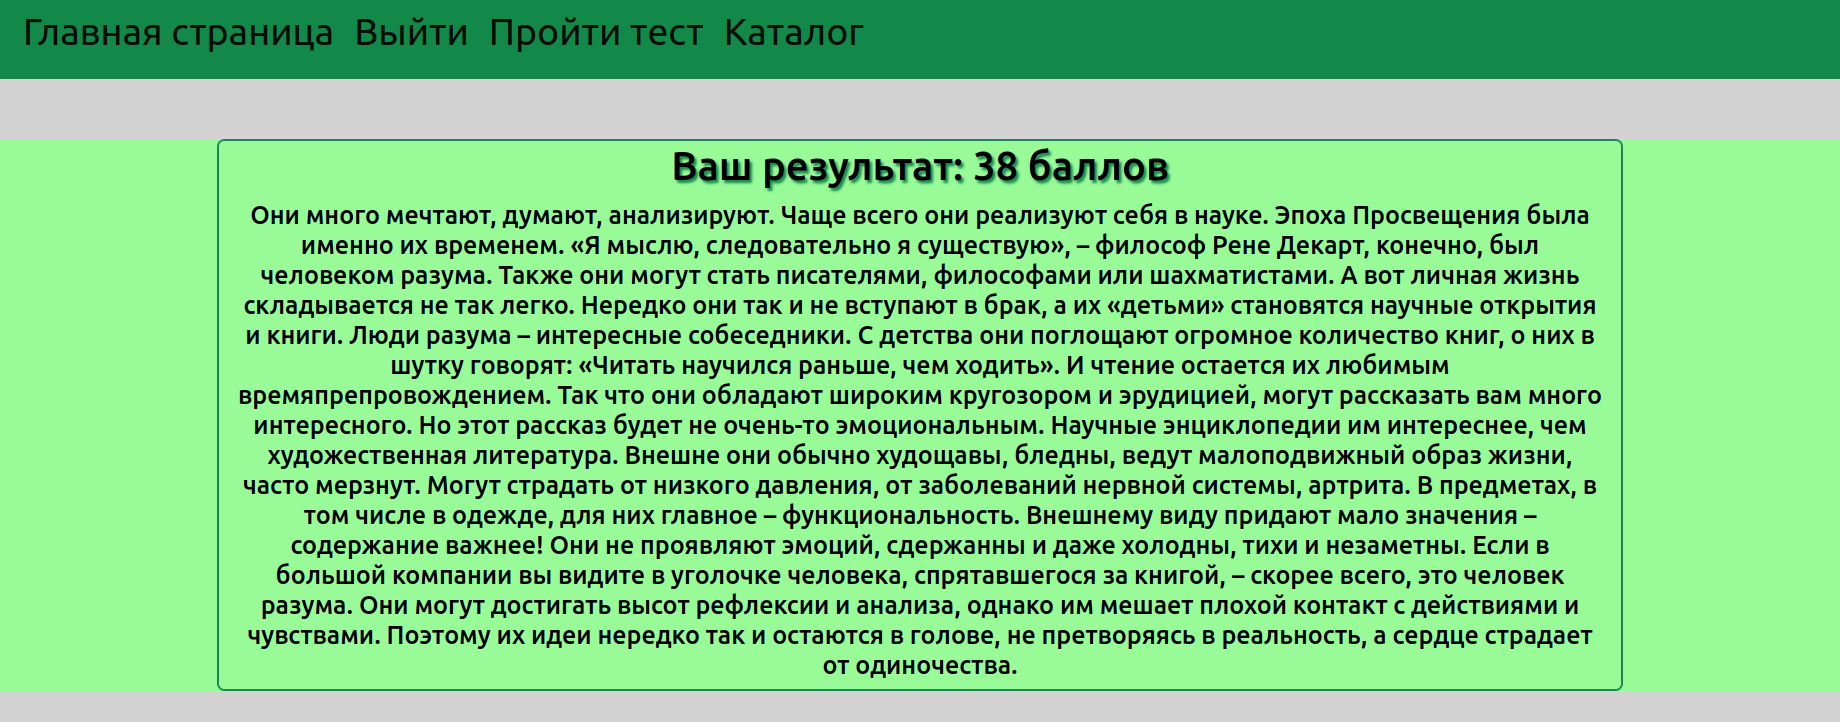 Главная страница Выйти Пройти тест Каталог
Ваш результат: 38 баллов
Они много мечтают, думают, анализируют. Чаще всего они реализуют себя в науке. Эпоха Просвещения была
именно их временем. «Я мыслю, следовательно я существую», – философ Рене Декарт, конечно, был
человеком разума. Также они могут стать писателями, философами или шахматистами. А вот личная жизнь
складывается не так легко. Нередко они так и не вступают в брак, а их «детьми» становятся научные открытия
и книги. Люди разума – интересные собеседники. С детства они поглощают огромное количество книг, о них в
шутку говорят: «Читать научился раньше, чем ходить». И чтение остается их любимым
времяпрепровождением. Так что они обладают широким кругозором и эрудицией, могут рассказать вам много
интересного. Но этот рассказ будет не очень-то эмоциональным. Научные энциклопедии им интереснее, чем
художественная литература. Внешне они обычно худощавы, бледны, ведут малоподвижный образ жизни,
часто мерзнут. Могут страдать от низкого давления, от заболеваний нервной системы, артрита. В предметах, в
том числе в одежде, для них главное – функциональность. Внешнему виду придают мало значения –
содержание важнее! Они не проявляют эмоций, сдержанны и даже холодны, тихи и незаметны. Если в
большой компании вы видите в уголочке человека, спрятавшегося за книгой, – скорее всего, это человек
разума. Они могут достигать высот рефлексии и анализа, однако им мешает плохой контакт с действиями и
чувствами. Поэтому их идеи нередко так и остаются в голове, не претворяясь в реальность, а сердце страдает
от одиночества.